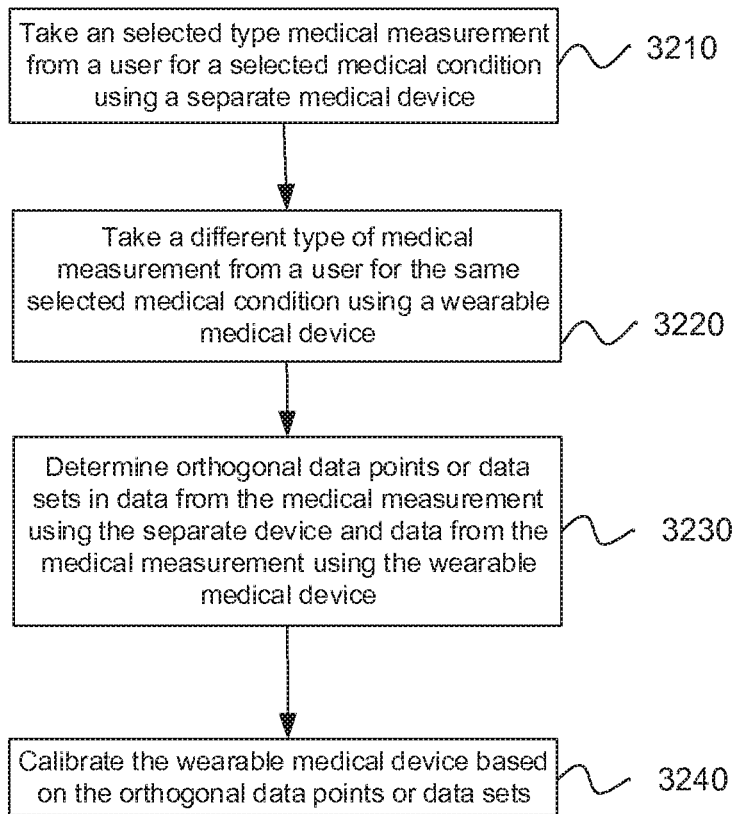 Take an selected type medical measurement
from a user for a selected medical condition
using a separate medical device
3210
Take a different type of medical
measurement from a user for the same
selected medical condition using a wearable
medical device
3220
Determine orthogonal data points or data
sets in data from the medical measurement
using the separate device and data from the
medical measurement using the wearable
medical device
3230
Calibrate the wearable medical device based
on the orthogonal data points or data sets
3240